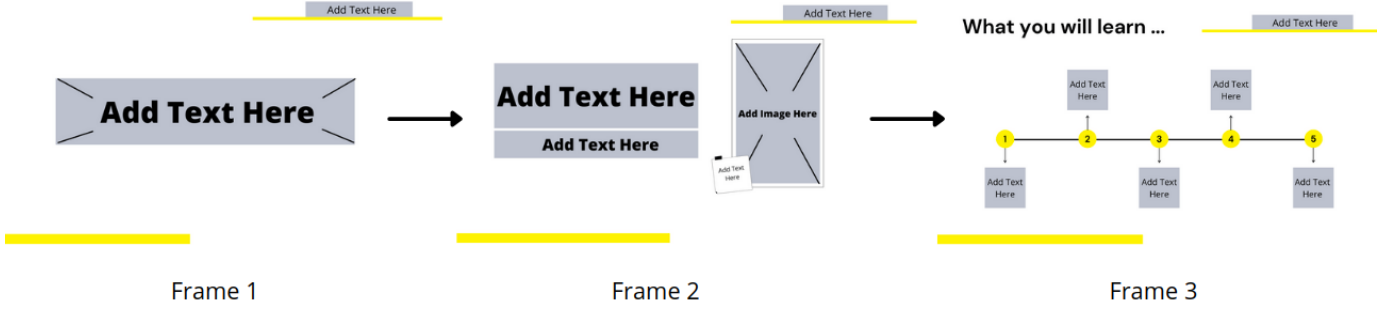 Add Text Here
Add Text Here
Frame 1
Add Text Here
Add Text Here
Add Text Here
Add Image Here
Add Text
Here
Frame 2
What you will learn ...
Add Text Here
Add Text
Here
Add Text
Here
1
2
3
4
5
Add Text
Here
Add Text
Here
Add Text
Here
Frame 3